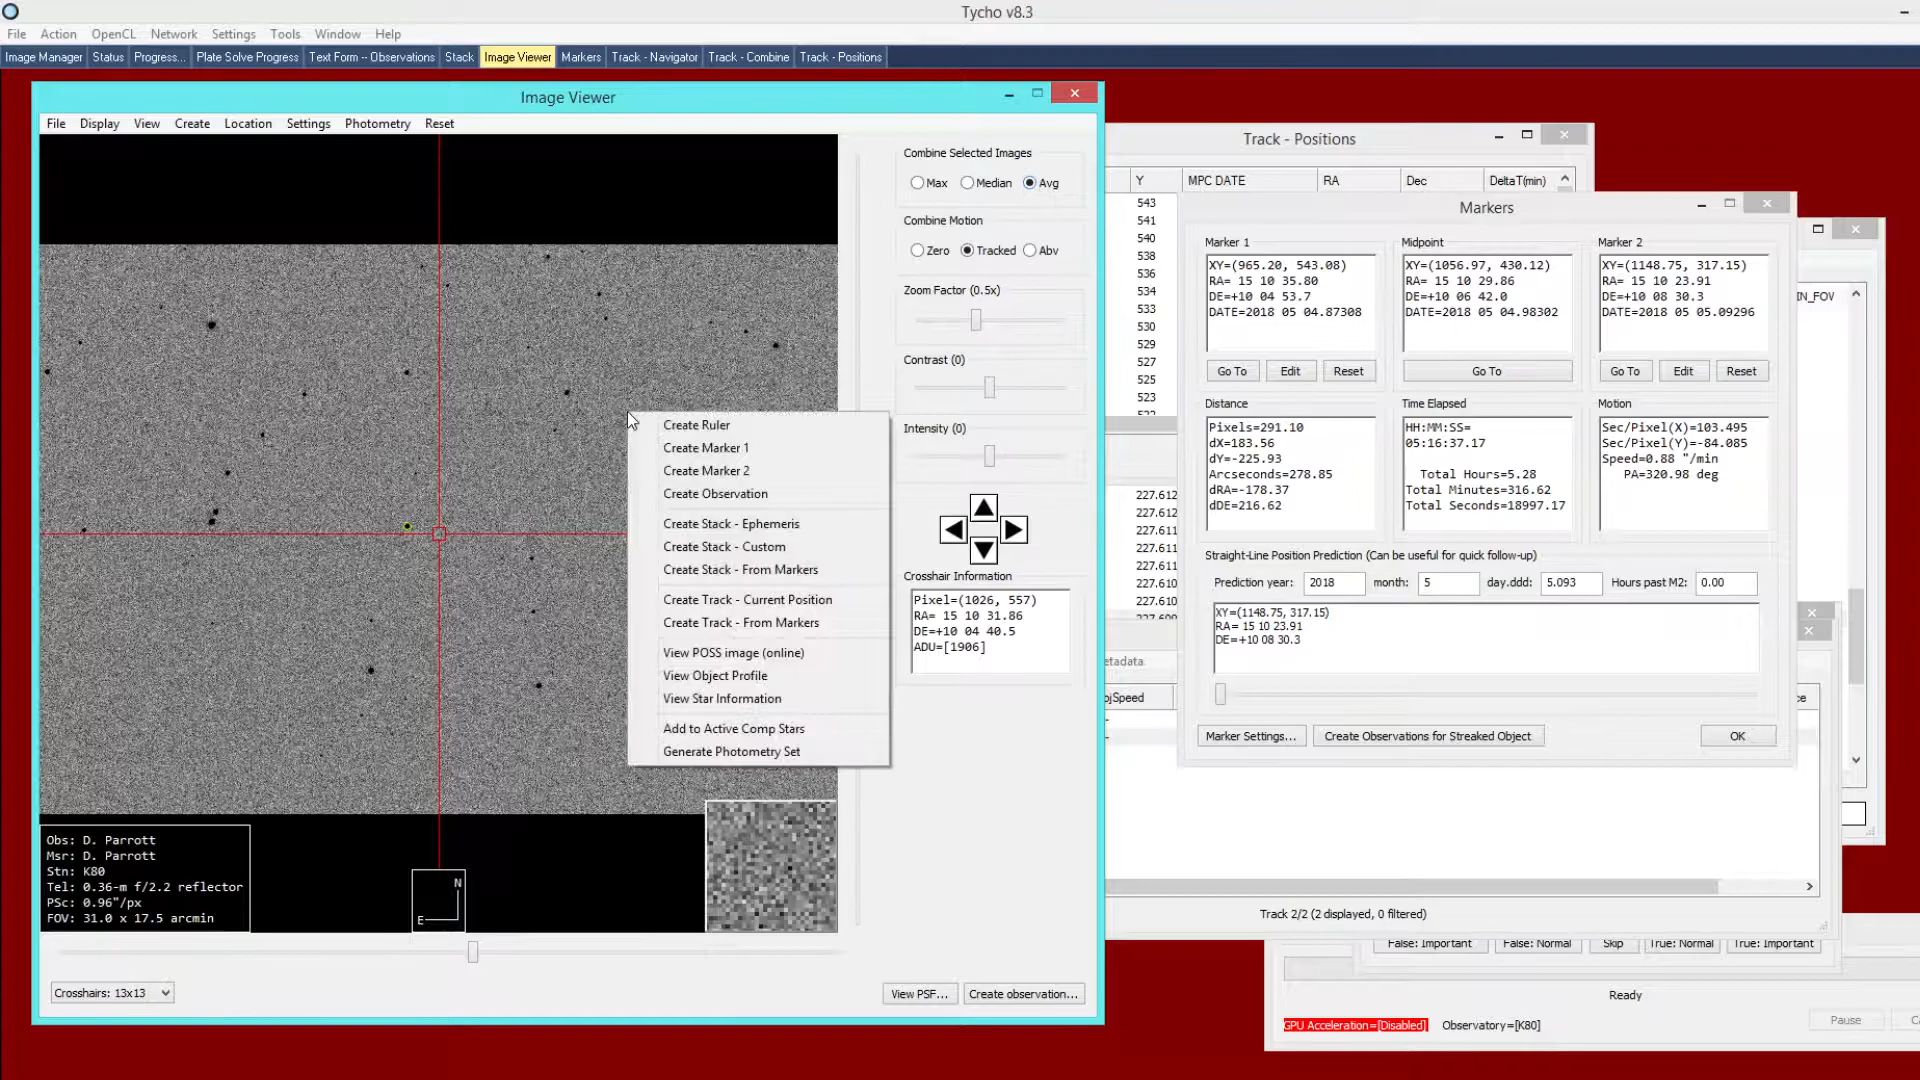 Tycho v8.3
File Action OpenCL Network Settings Tools Window Help
Image Manager Status Progress... Plate Solve Progress Text Form -- Observations Stack Image Viewer Markers Track - Navigator Track - Combine Track - Positions
Image Viewer
File Display View Create Location Settings Photometry Reset
Combine Selected Images
Max Median Avg
Combine Motion
Zero Tracked Abv
Zoom Factor (0.5x)
Contrast (0)
Intensity (0)
Crosshair Information
Pixel=(1026, 557)
RA= 15 10 31.86
DE=+10 04 40.5
ADU=[1906]
Create Ruler
Create Marker 1
Create Marker 2
Create Observation
Create Stack - Ephemeris
Create Stack - Custom
Create Stack - From Markers
Create Track - Current Position
Create Track - From Markers
View POSS image (online)
View Object Profile
View Star Information
Add to Active Comp Stars
Generate Photometry Set
Obs: D. Parrott
Msr: D. Parrott
Stn: K80
Tel: 0.36-m f/2.2 reflector
PSc: 0.96"/px
FOV: 31.0 x 17.5 arcmin
N
E
Crosshairs: 13x13
View PSF... Create observation...
Track - Positions
Y MPC DATE RA Dec DeltaT(min)
543
541
540
538
536
534
533
530
529
527
525
523
227.612
227.612
227.611
227.611
227.611
227.611
227.610
227.610
etadata
ojSpeed
Markers
Marker 1
XY=(965.20, 543.08)
RA= 15 10 35.80
DE=+10 04 53.7
DATE=2018 05 04.87308
Go To Edit Reset
Midpoint
XY=(1056.97, 430.12)
RA= 15 10 29.86
DE=+10 06 42.0
DATE=2018 05 04.98302
Go To
Marker 2
XY=(1148.75, 317.15)
RA= 15 10 23.91
DE=+10 08 30.3
DATE=2018 05 05.09296
Go To Edit Reset
Distance
Pixels=291.10
dX=183.56
dY=-225.93
Arcseconds=278.85
dRA=-178.37
dDE=216.62
Time Elapsed
HH:MM:SS=
05:16:37.17
Total Hours=5.28
Total Minutes=316.62
Total Seconds=18997.17
Motion
Sec/Pixel(X)=103.495
Sec/Pixel(Y)=-84.085
Speed=0.88 "/min
PA=320.98 deg
Straight-Line Position Prediction (Can be useful for quick follow-up)
Prediction year: 2018 month: 5 day.ddd: 5.093 Hours past M2: 0.00
XY=(1148.75, 317.15)
RA= 15 10 23.91
DE=+10 08 30.3
Marker Settings... Create Observations for Streaked Object OK
IN_FOV
ce
Track 2/2 (2 displayed, 0 filtered)
False: Important False: Normal Skip True: Normal True: Important
Ready
GPU Acceleration=[Disabled] Observatory=[K80]
Pause